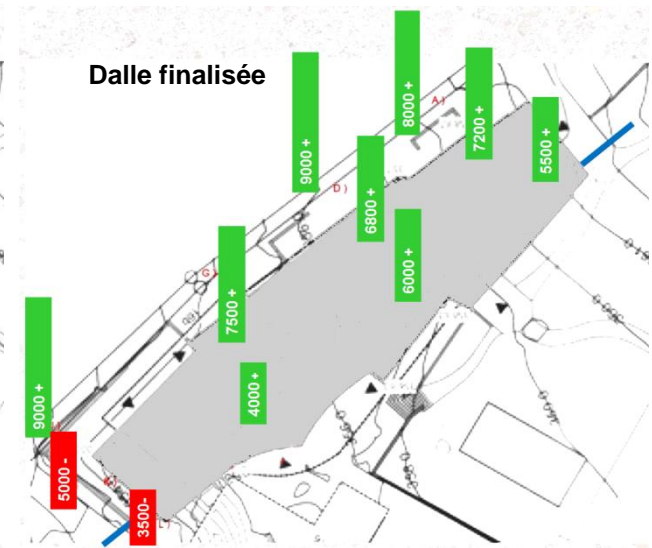 Dalle finalisée
8000 +
9000 +
A )
7200 +
5500 +
D )
6800 +
6000 +
G )
7500 +
4000 +
9000 +
5000 -
3500-